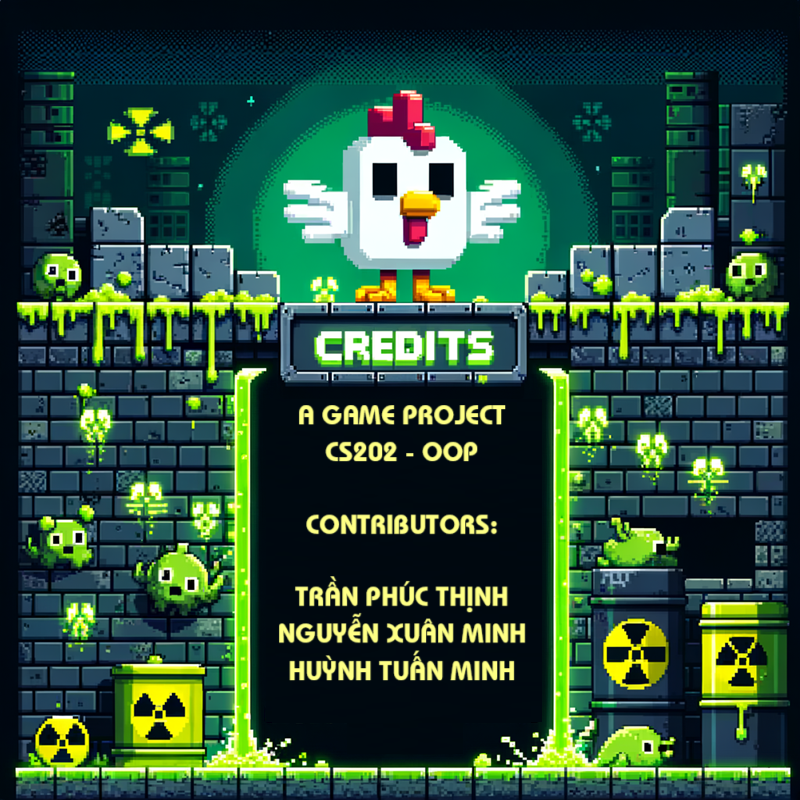 CREDITS
A GAME PROJECT
CS202 - OOP
CONTRIBUTORS:
TRẦN PHÚC THỊNH
NGUYỄN XUÂN MINH
HUỲNH TUẤN MINH